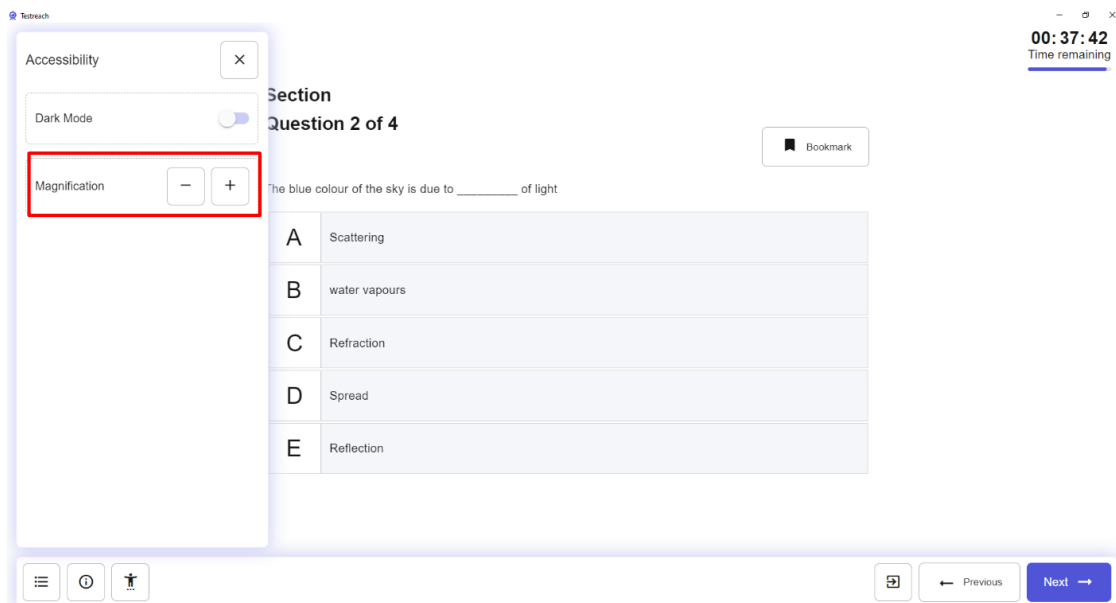 Testreach
00:37:42
Time remaining
Accessibility
Dark Mode
Magnification
Section
Question 2 of 4
Bookmark
The blue colour of the sky is due to _________ of light
A Scattering
B water vapours
C Refraction
D Spread
E Reflection
Previous
Next